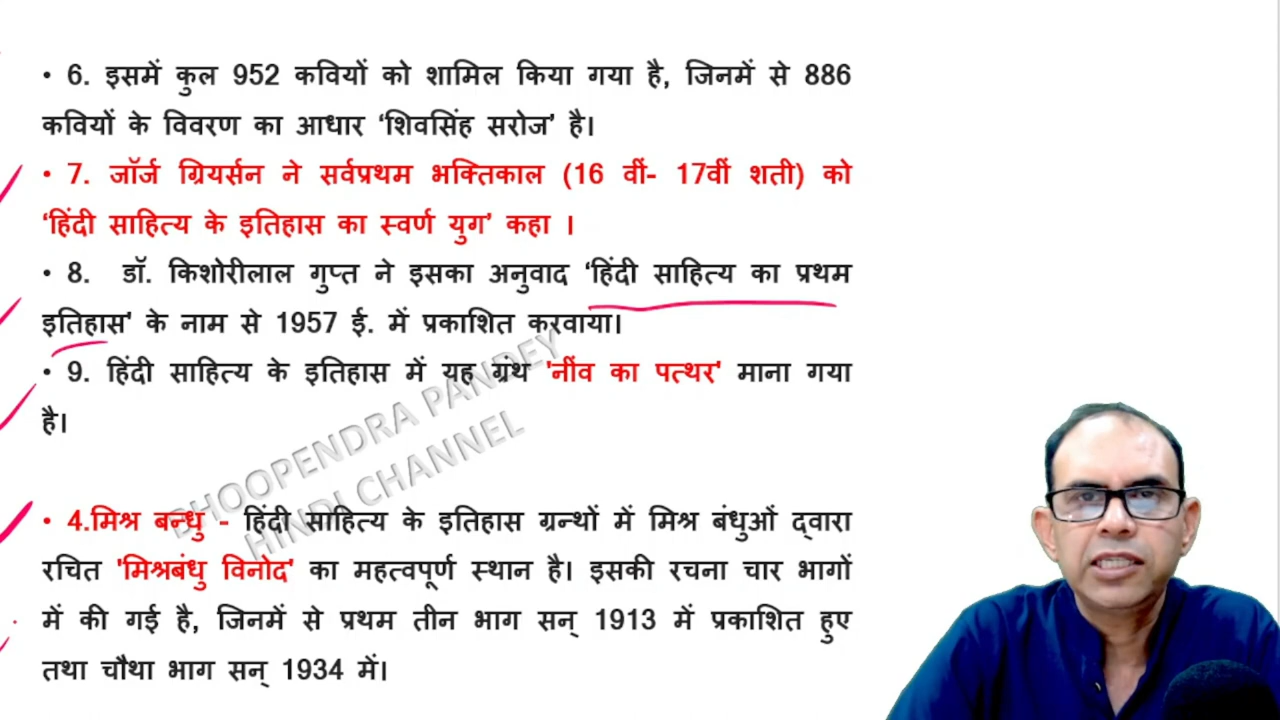 • 6. इसमें कुल 952 कवियों को शामिल किया गया है, जिनमें से 886
कवियों के विवरण का आधार ‘शिवसिंह सरोज’ है।
• 7. जॉर्ज ग्रियर्सन ने सर्वप्रथम भक्तिकाल (16 वीं- 17वीं शती) को
‘हिंदी साहित्य के इतिहास का स्वर्ण युग’ कहा ।
• 8. डॉ. किशोरीलाल गुप्त ने इसका अनुवाद ‘हिंदी साहित्य का प्रथम
इतिहास’ के नाम से 1957 ई. में प्रकाशित करवाया।
• 9. हिंदी साहित्य के इतिहास में यह ग्रंथ 'नींव का पत्थर' माना गया
है।
BHOOPENDRA PANDEY
HINDI CHANNEL
• 4.मिश्र बन्धु - हिंदी साहित्य के इतिहास ग्रन्थों में मिश्र बंधुओं द्वारा
रचित 'मिश्रबंधु विनोद' का महत्वपूर्ण स्थान है। इसकी रचना चार भागों
में की गई है, जिनमें से प्रथम तीन भाग सन् 1913 में प्रकाशित हुए
तथा चौथा भाग सन् 1934 में।